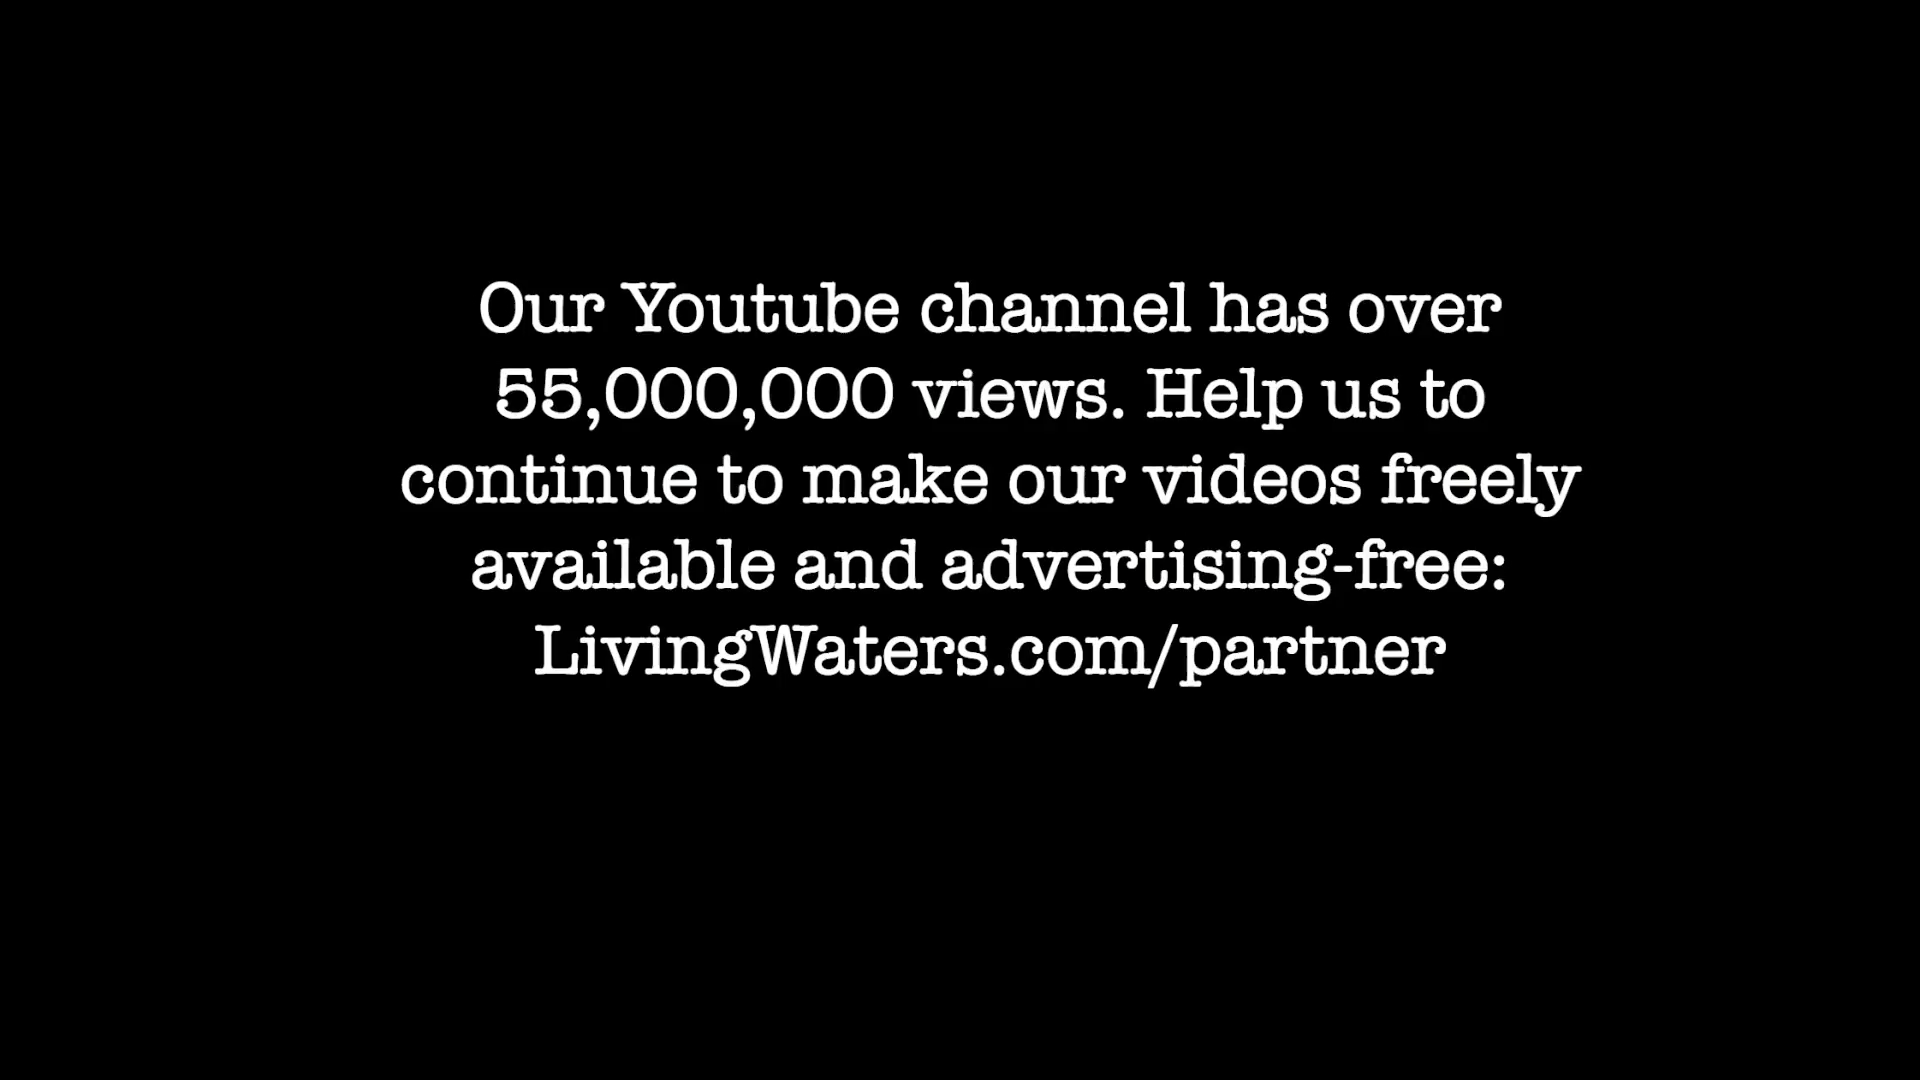 Our Youtube channel has over
55,000,000 views. Help us to
continue to make our videos freely
available and advertising-free:
LivingWaters.com/partner